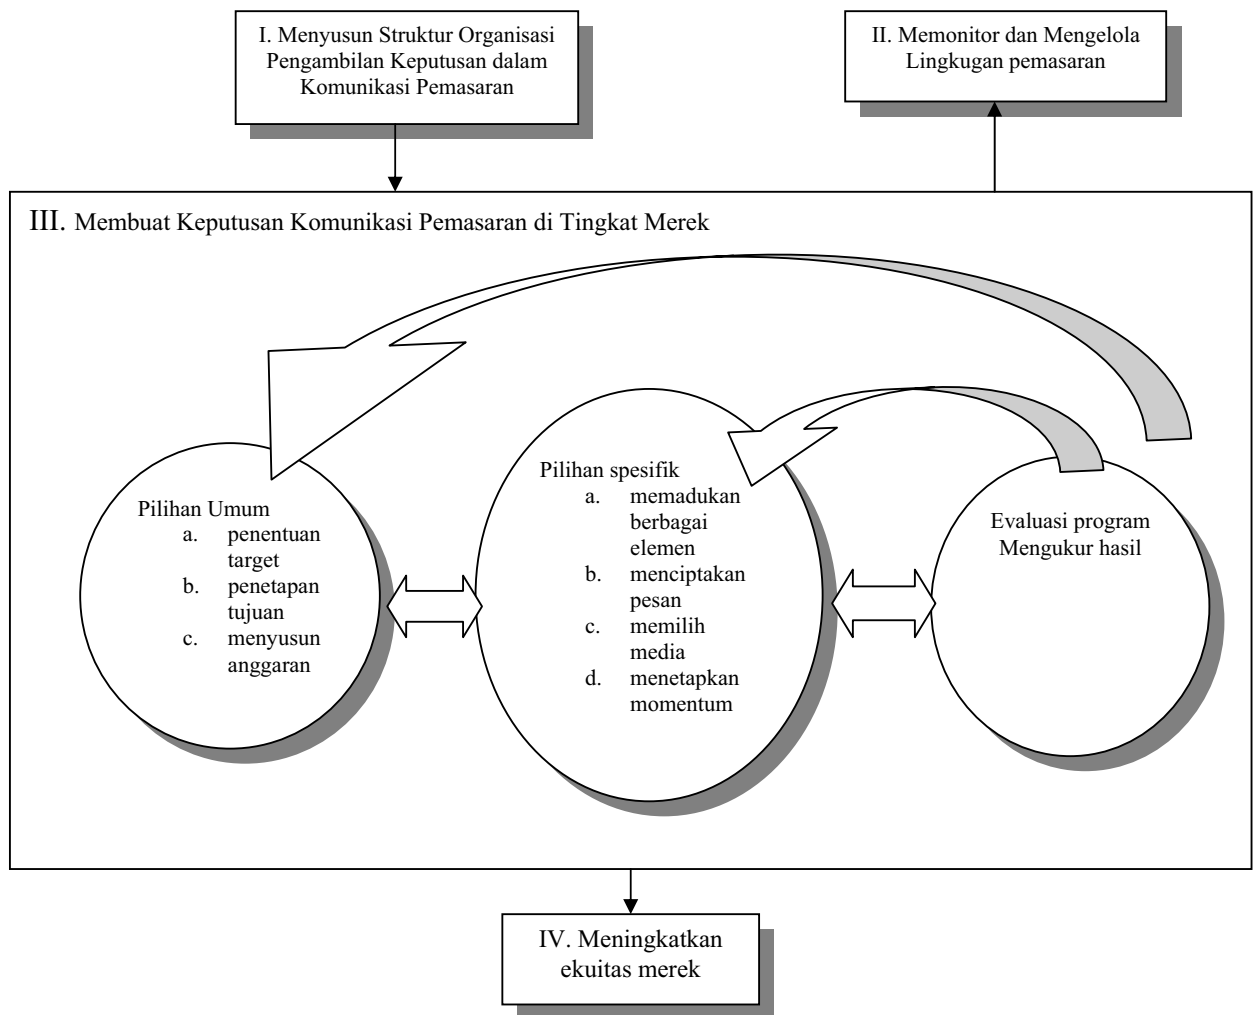 I. Menyusun Struktur Organisasi
Pengambilan Keputusan dalam
Komunikasi Pemasaran
II. Memonitor dan Mengelola
Lingkugan pemasaran
III. Membuat Keputusan Komunikasi Pemasaran di Tingkat Merek
Pilihan Umum
a. penentuan
target
b. penetapan
tujuan
c. menyusun
anggaran
Pilihan spesifik
a. memadukan
berbagai
elemen
b. menciptakan
pesan
c. memilih
media
d. menetapkan
momentum
Evaluasi program
Mengukur hasil
IV. Meningkatkan
ekuitas merek